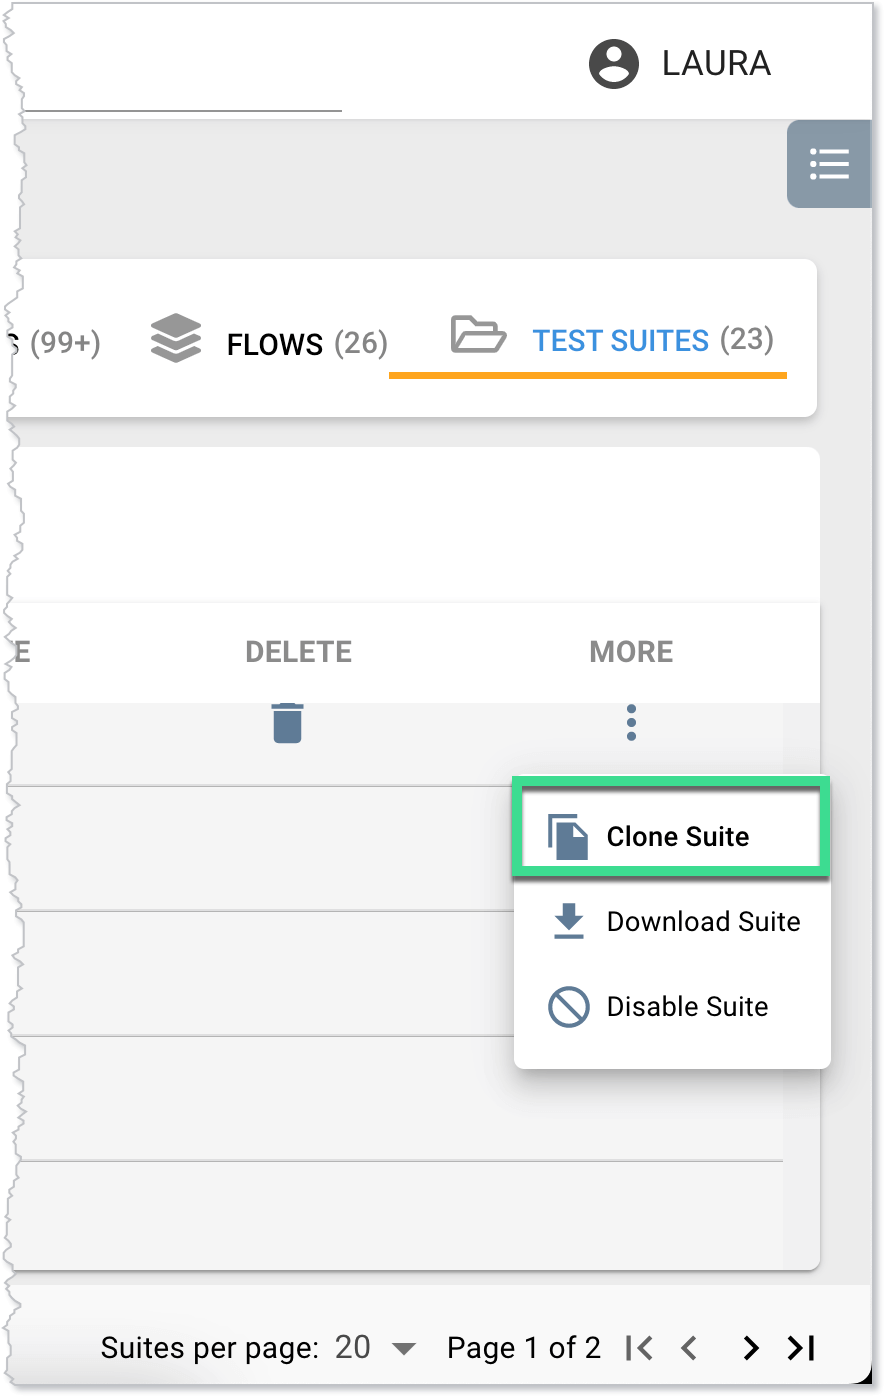 LAURA
(99+) FLOWS (26) TEST SUITES (23)
DELETE MORE
Clone Suite
Download Suite
Disable Suite
Suites per page: 20 Page 1 of 2